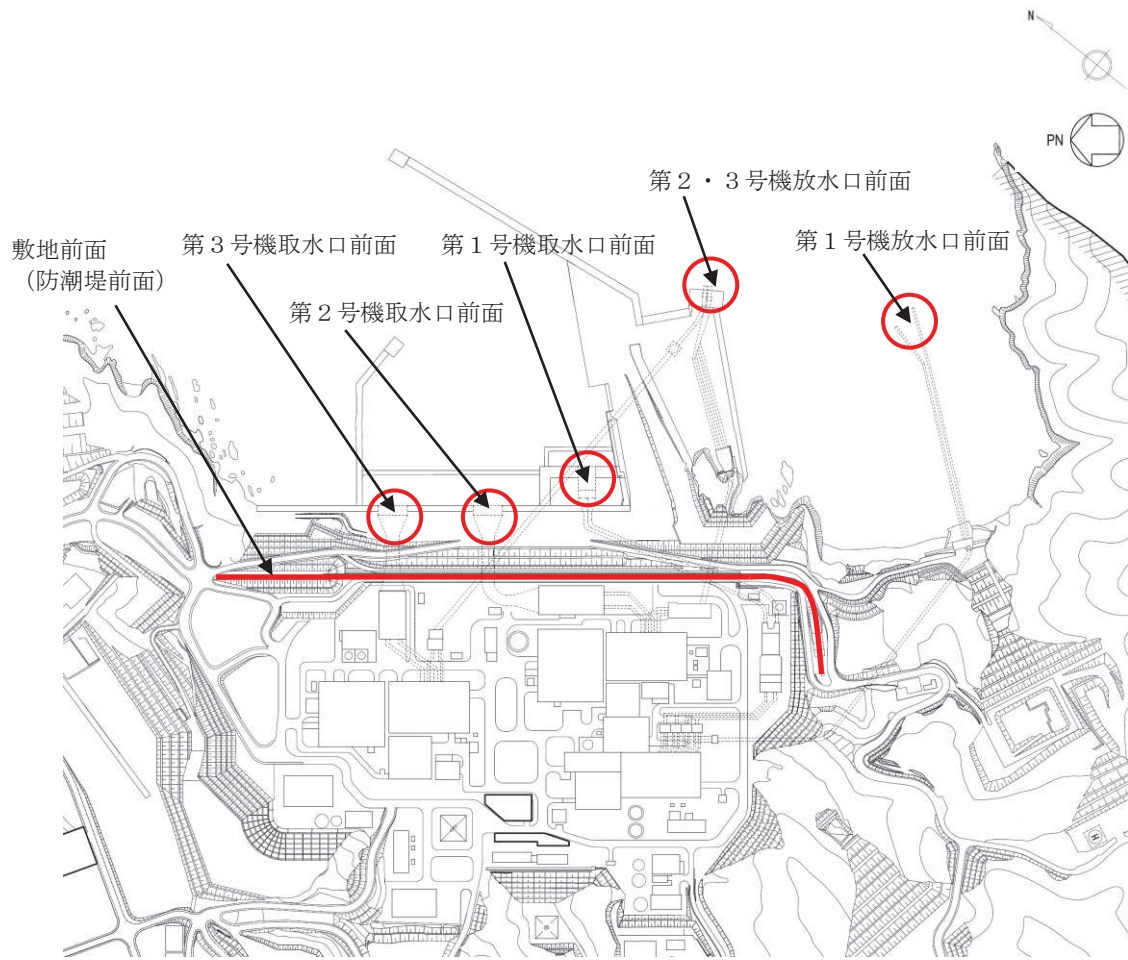 N
PN
第２・３号機放水口前面
敷地前面
（防潮堤前面）
第３号機取水口前面
第１号機取水口前面
第１号機放水口前面
第２号機取水口前面
H